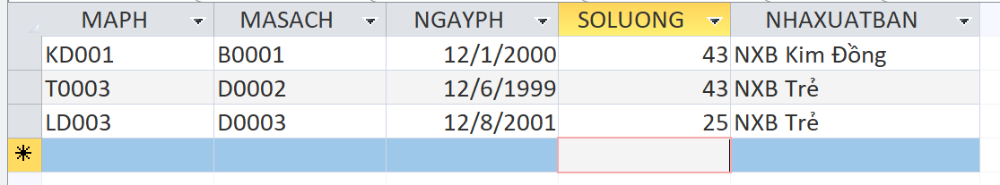 MAPH MASACH NGAYPH SOLUONG NHAXUATBAN
KD001 B0001 12/1/2000 43 NXB Kim Đồng
T0003 D0002 12/6/1999 43 NXB Trẻ
LD003 D0003 12/8/2001 25 NXB Trẻ